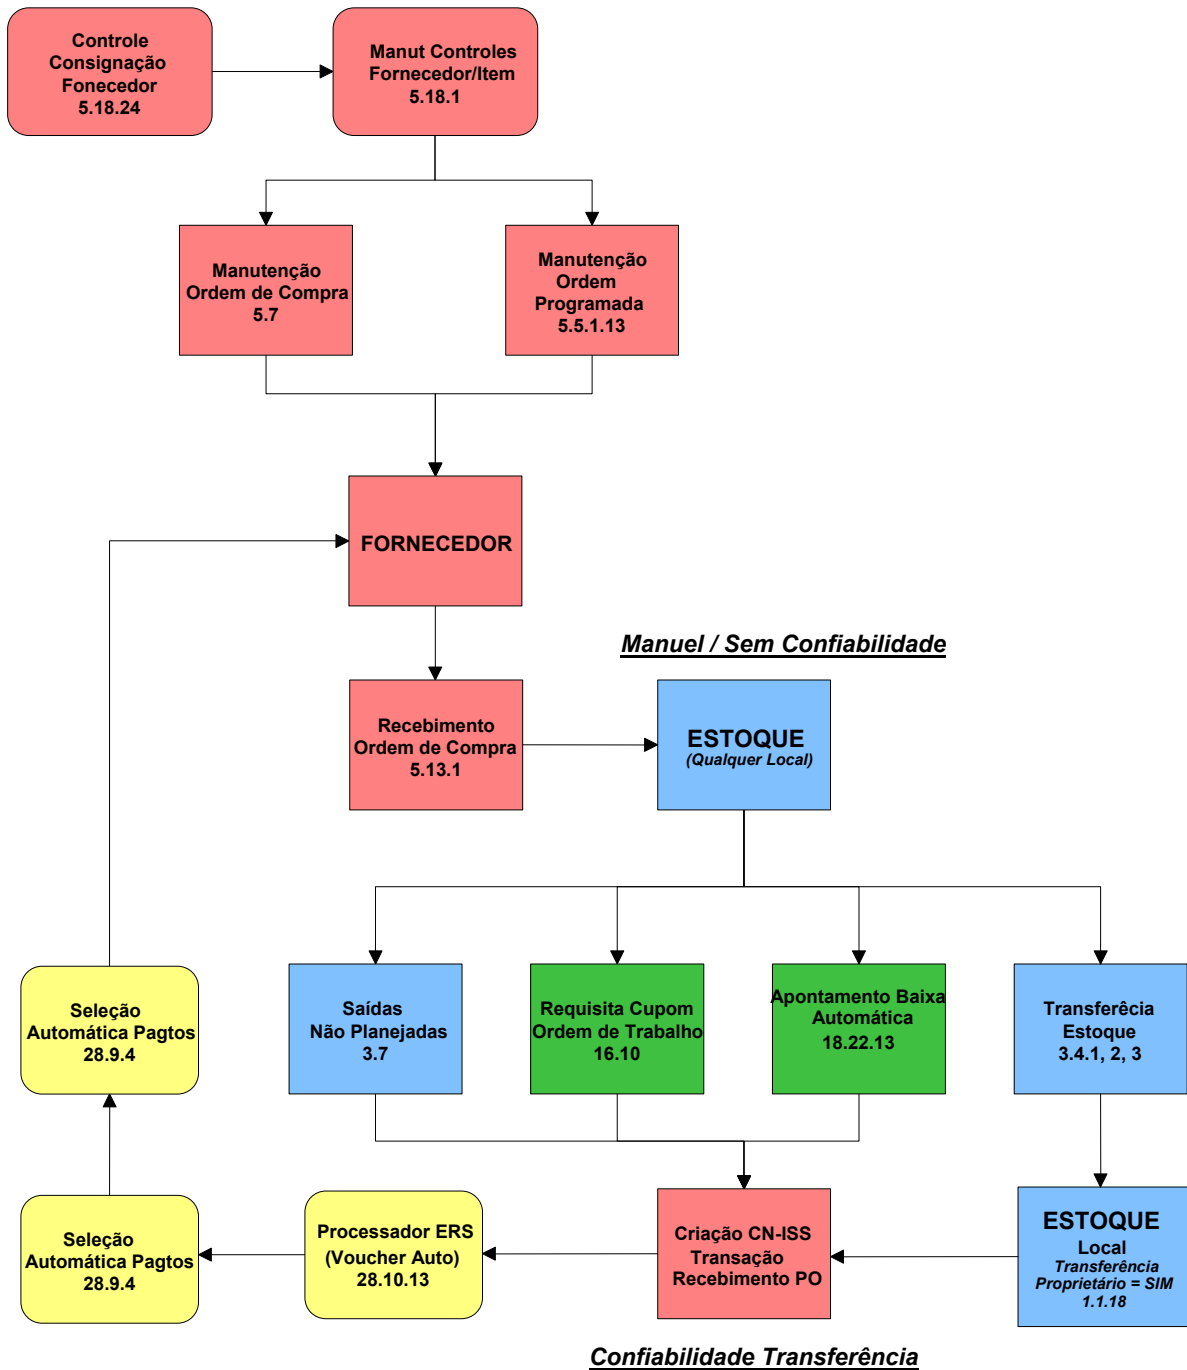 Controle
Consignação
Fonecedor
5.18.24
Manut Controles
Fornecedor/Item
5.18.1
Manutenção
Ordem de Compra
5.7
Manutenção
Ordem
Programada
5.5.1.13
FORNECEDOR
Manuel / Sem Confiabilidade
Recebimento
Ordem de Compra
5.13.1
ESTOQUE
(Qualquer Local)
Seleção
Automática Pagtos
28.9.4
Saídas
Não Planejadas
3.7
Requisita Cupom
Ordem de Trabalho
16.10
Apontamento Baixa
Automática
18.22.13
Transferêcia
Estoque
3.4.1, 2, 3
Seleção
Automática Pagtos
28.9.4
Processador ERS
(Voucher Auto)
28.10.13
Criação CN-ISS
Transação
Recebimento PO
ESTOQUE
Local
Transferência
Proprietário = SIM
1.1.18
Confiabilidade Transferência